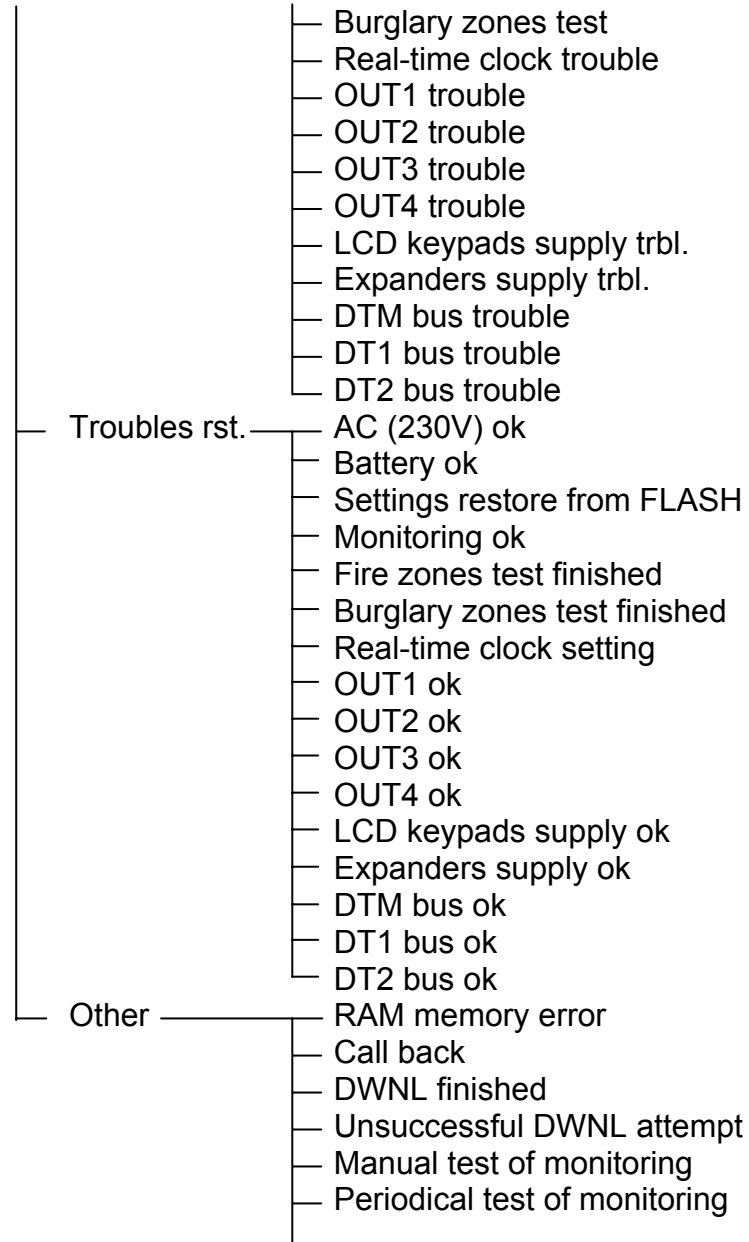 Burglary zones test
Real-time clock trouble
OUT1 trouble
OUT2 trouble
OUT3 trouble
OUT4 trouble
LCD keypads supply trbl.
Expanders supply trbl.
DTM bus trouble
DT1 bus trouble
DT2 bus trouble
Troubles rst. AC (230V) ok
Battery ok
Settings restore from FLASH
Monitoring ok
Fire zones test finished
Burglary zones test finished
Real-time clock setting
OUT1 ok
OUT2 ok
OUT3 ok
OUT4 ok
LCD keypads supply ok
Expanders supply ok
DTM bus ok
DT1 bus ok
DT2 bus ok
Other RAM memory error
Call back
DWNL finished
Unsuccessful DWNL attempt
Manual test of monitoring
Periodical test of monitoring